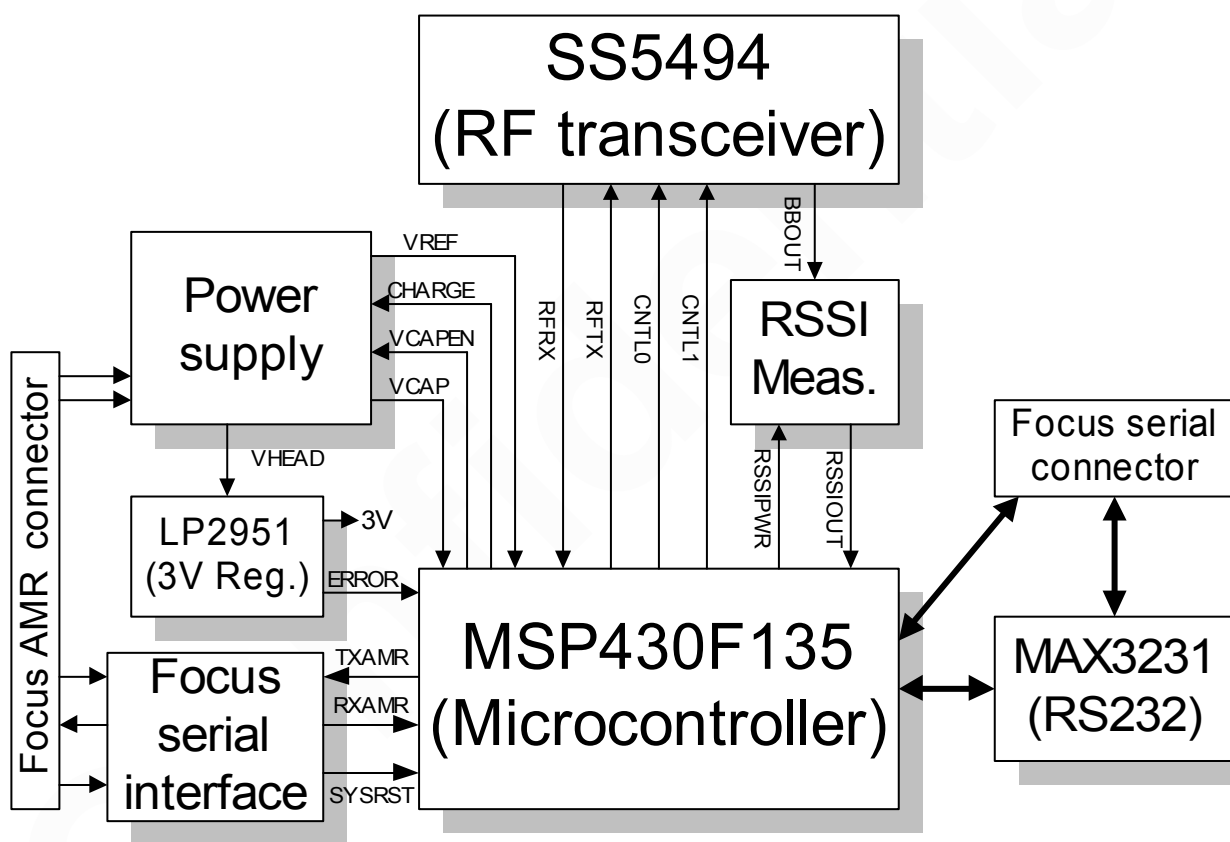 SS5494
(RF transceiver)
BBOUT
RFRX
RFTX
CNTL0
CNTL1
Power
supply
VREF
CHARGE
VCAPEN
VCAP
VHEAD
RSSI
Meas.
RSSIPWR
RSSIOUT
Focus AMR connector
LP2951
(3V Reg.)
3V
ERROR
Focus
serial
interface
TXAMR
RXAMR
SYSRST
MSP430F135
(Microcontroller)
Focus serial
connector
MAX3231
(RS232)